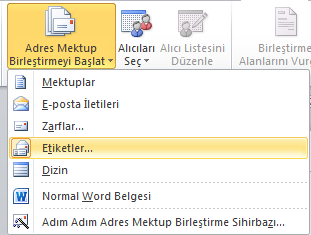 Adres Mektup
Birleştirmeyi Başlat
Alıcıları
Seç
Alıcı Listesini
Düzenle
Birleştirme
Alanlarını Vurg
Mektuplar
E-posta İletileri
Zarflar...
Etiketler...
Dizin
Normal Word Belgesi
Adım Adım Adres Mektup Birleştirme Sihirbazı...